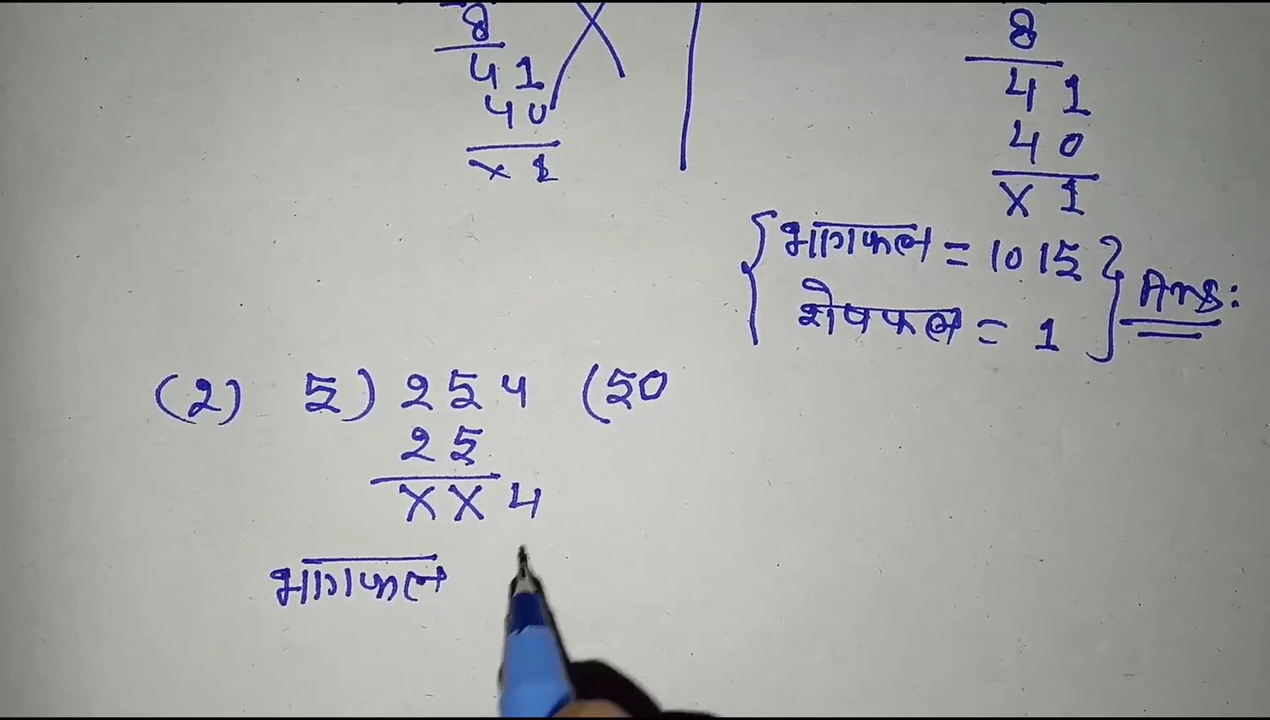 8
41
40
x 1
8
41
40
x 1
भागफल = 1015
शेषफल = 1
Ans:
(2) 5) 254 (50
25
x x 4
भागफल